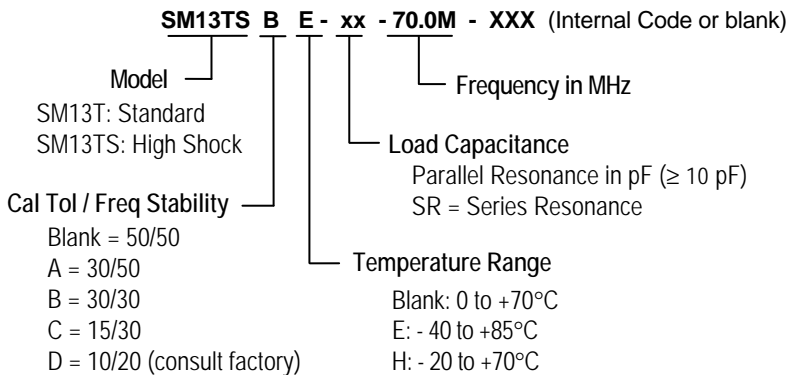 SM13TS B E - xx - 70.0M - XXX (Internal Code or blank)
Model
SM13T: Standard
SM13TS: High Shock
Frequency in MHz
Load Capacitance
Parallel Resonance in pF (≥ 10 pF)
SR = Series Resonance
Cal Tol / Freq Stability
Blank = 50/50
A = 30/50
B = 30/30
C = 15/30
D = 10/20 (consult factory)
Temperature Range
Blank: 0 to +70°C
E: - 40 to +85°C
H: - 20 to +70°C